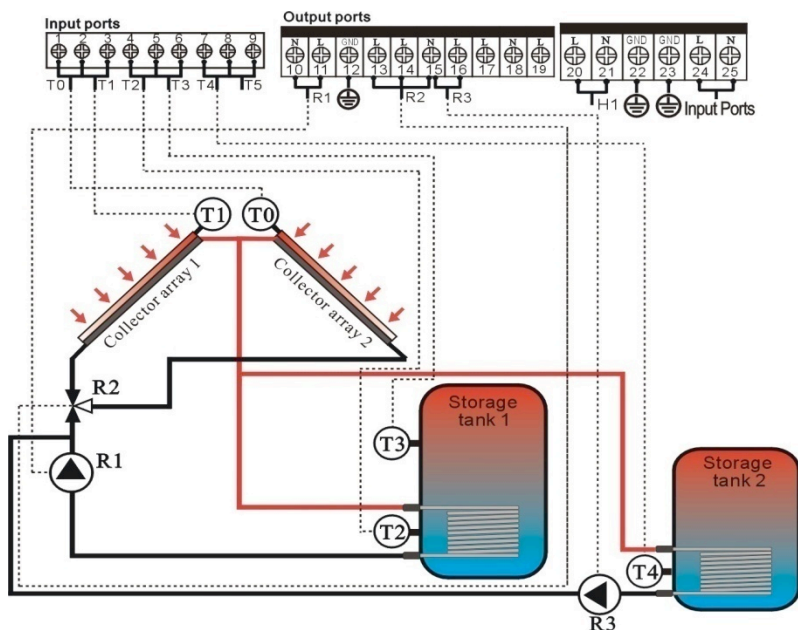 Input ports
1 2 3 4 5 6 7 8 9
T0 T1 T2 T3 T4 T5
Output ports
N L GND L L N L L N L
10 11 12 13 14 15 16 17 18 19
R1 R2 R3
L N GND GND L N
20 21 22 23 24 25
H1 Input Ports
T1 T0
Collector array 1
Collector array 2
R2
R1
T3
Storage
tank 1
T2
Storage
tank 2
T4
R3